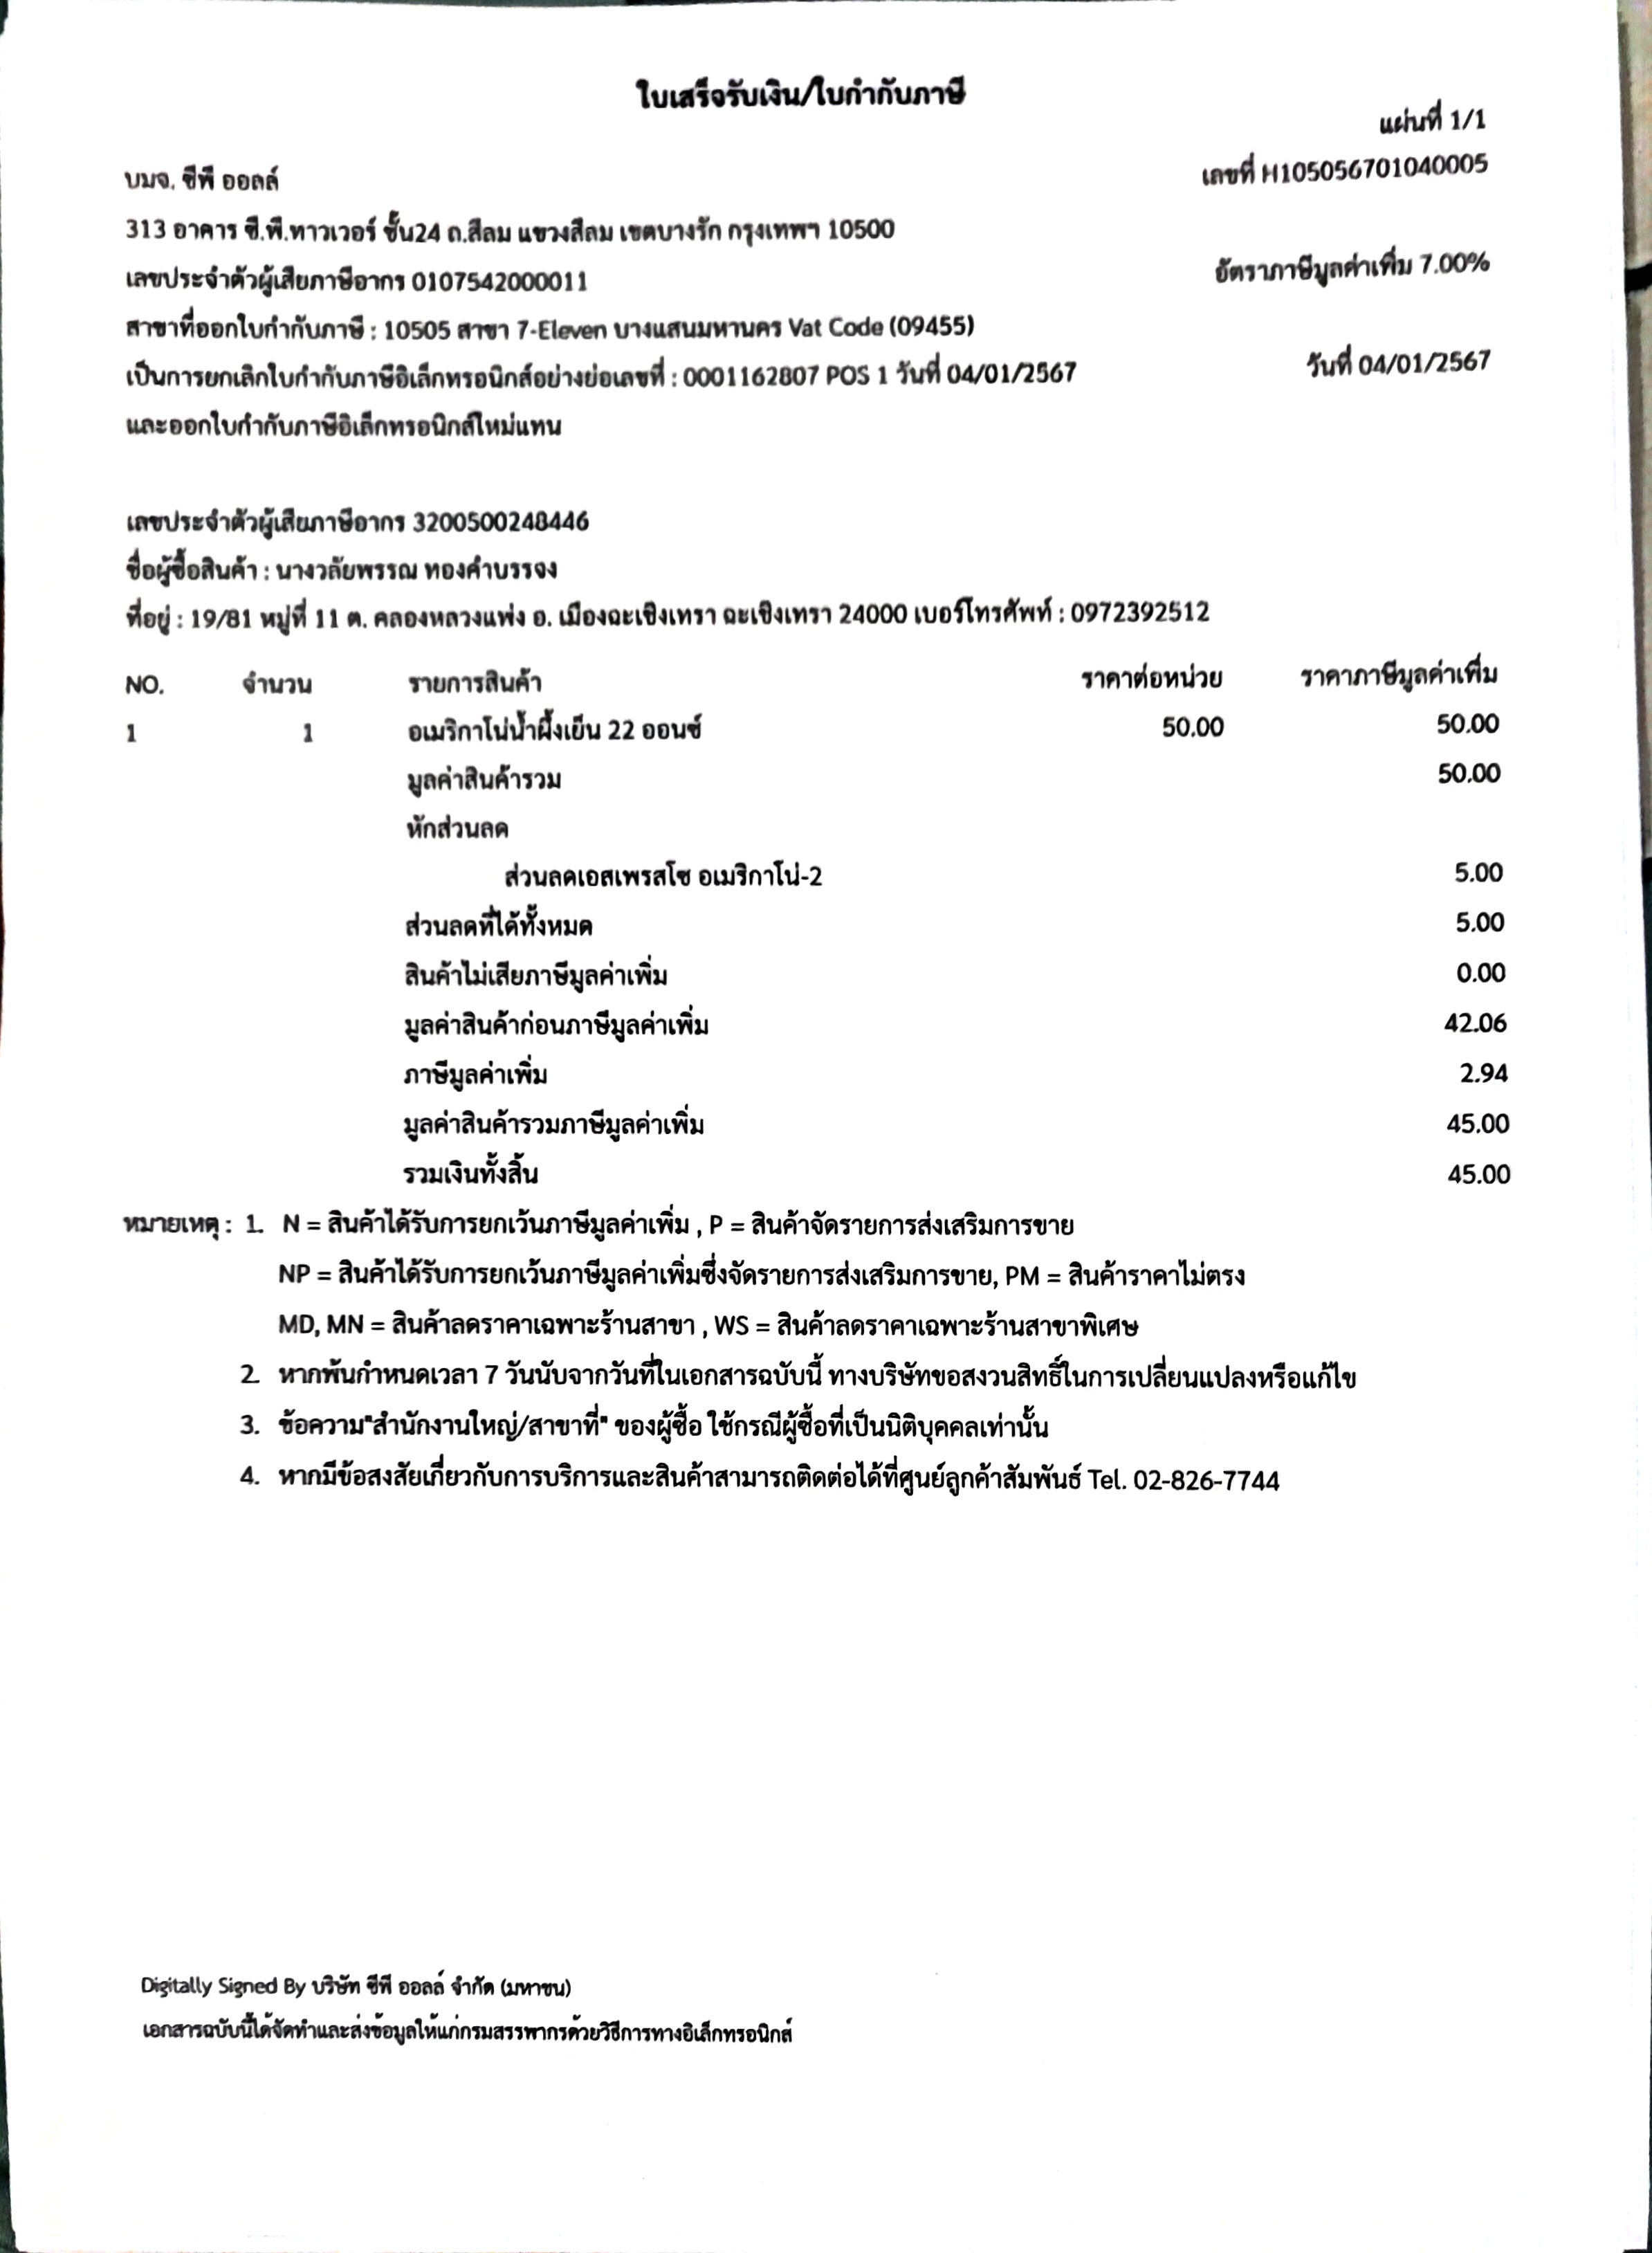 ใบเสร็จรับเงิน/ใบกำกับภาษี
แผ่นที่ 1/1
เลขที่ H105056701040005
บมจ. ซีพี ออลล์
313 อาคาร ซี.พี.ทาวเวอร์ ชั้น24 ถ.สีลม แขวงสีลม เขตบางรัก กรุงเทพฯ 10500
เลขประจำตัวผู้เสียภาษีอากร 0107542000011
อัตราภาษีมูลค่าเพิ่ม 7.00%
สาขาที่ออกใบกำกับภาษี : 10505 สาขา 7-Eleven บางแสนมหานคร Vat Code (09455)
เป็นการยกเลิกใบกำกับภาษีอิเล็กทรอนิกส์อย่างย่อเลขที่ : 0001162807 POS 1 วันที่ 04/01/2567
วันที่ 04/01/2567
และออกใบกำกับภาษีอิเล็กทรอนิกส์ใหม่แทน
เลขประจำตัวผู้เสียภาษีอากร 3200500248446
ชื่อผู้ซื้อสินค้า : นางวลัยพรรณ ทองคำบรรจง
ที่อยู่ : 19/81 หมู่ที่ 11 ต. คลองหลวงแพ่ง อ. เมืองฉะเชิงเทรา ฉะเชิงเทรา 24000 เบอร์โทรศัพท์ : 0972392512
NO. จำนวน รายการสินค้า ราคาต่อหน่วย ราคาภาษีมูลค่าเพิ่ม
1 1 อเมริกาโน่น้ำผึ้งเย็น 22 ออนซ์ 50.00 50.00
มูลค่าสินค้ารวม 50.00
หักส่วนลด
ส่วนลดเอสเพรสโซ อเมริกาโน่-2 5.00
ส่วนลดที่ได้ทั้งหมด 5.00
สินค้าไม่เสียภาษีมูลค่าเพิ่ม 0.00
มูลค่าสินค้าก่อนภาษีมูลค่าเพิ่ม 42.06
ภาษีมูลค่าเพิ่ม 2.94
มูลค่าสินค้ารวมภาษีมูลค่าเพิ่ม 45.00
รวมเงินทั้งสิ้น 45.00
หมายเหตุ : 1. N = สินค้าได้รับการยกเว้นภาษีมูลค่าเพิ่ม , P = สินค้าจัดรายการส่งเสริมการขาย
NP = สินค้าได้รับการยกเว้นภาษีมูลค่าเพิ่มซึ่งจัดรายการส่งเสริมการขาย, PM = สินค้าราคาไม่ตรง
MD, MN = สินค้าลดราคาเฉพาะร้านสาขา , WS = สินค้าลดราคาเฉพาะร้านสาขาพิเศษ
2. หากพ้นกำหนดเวลา 7 วันนับจากวันที่ในเอกสารฉบับนี้ ทางบริษัทขอสงวนสิทธิ์ในการเปลี่ยนแปลงหรือแก้ไข
3. ข้อความ"สำนักงานใหญ่/สาขาที่" ของผู้ซื้อ ใช้กรณีผู้ซื้อที่เป็นนิติบุคคลเท่านั้น
4. หากมีข้อสงสัยเกี่ยวกับการบริการและสินค้าสามารถติดต่อได้ที่ศูนย์ลูกค้าสัมพันธ์ Tel. 02-826-7744
Digitally Signed By บริษัท ซีพี ออลล์ จำกัด (มหาชน)
เอกสารฉบับนี้ได้จัดทำและส่งข้อมูลให้แก่กรมสรรพากรด้วยวิธีการทางอิเล็กทรอนิกส์